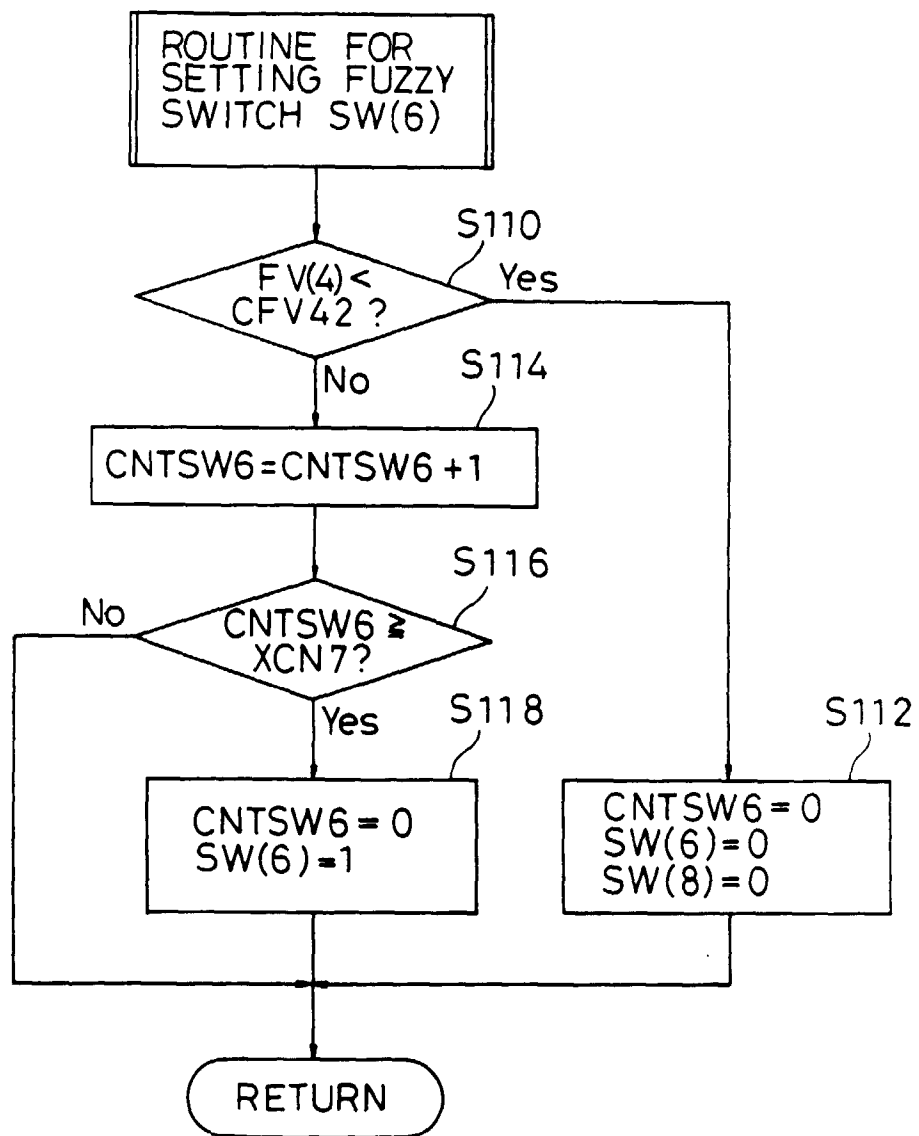 ROUTINE FOR
SETTING FUZZY
SWITCH SW(6)
S110
FV(4)<
CFV42?
Yes
No
S114
CNTSW6=CNTSW6+1
S116
CNTSW6≧
XCN7?
No
Yes
S118
CNTSW6=0
SW(6)=1
S112
CNTSW6=0
SW(6)=0
SW(8)=0
RETURN